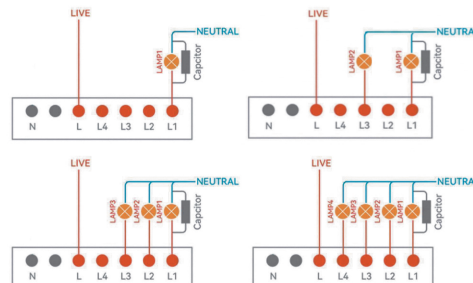 LIVE
NEUTRAL
LAMP1
Capcitor
N L L4 L3 L2 L1
LIVE
NEUTRAL
LAMP2
LAMP1
Capcitor
N L L4 L3 L2 L1
LIVE
NEUTRAL
LAMP3
LAMP2
LAMP1
Capcitor
N L L4 L3 L2 L1
LIVE
NEUTRAL
LAMP4
LAMP3
LAMP2
LAMP1
Capcitor
N L L4 L3 L2 L1